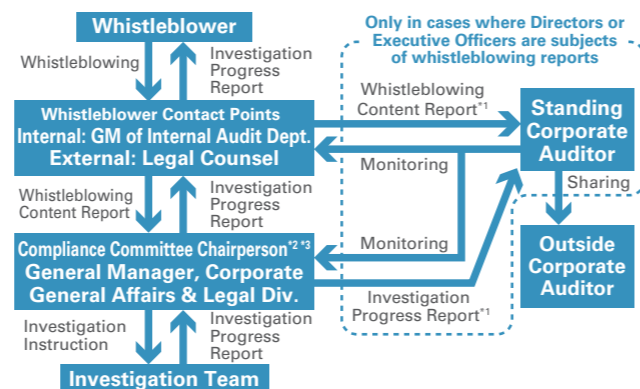 Whistleblower
Only in cases where Directors or
Executive Officers are subjects
of whistleblowing reports
Whistleblowing
Investigation
Progress
Report
Whistleblower Contact Points
Internal: GM of Internal Audit Dept.
External: Legal Counsel
Whistleblowing
Content Report*1
Standing
Corporate
Auditor
Monitoring
Sharing
Whistleblowing
Content Report
Investigation
Progress
Report
Compliance Committee Chairperson*2 *3
General Manager, Corporate
General Affairs & Legal Div.
Monitoring
Investigation
Progress Report*1
Outside
Corporate
Auditor
Investigation
Instruction
Investigation
Progress
Report
Investigation Team